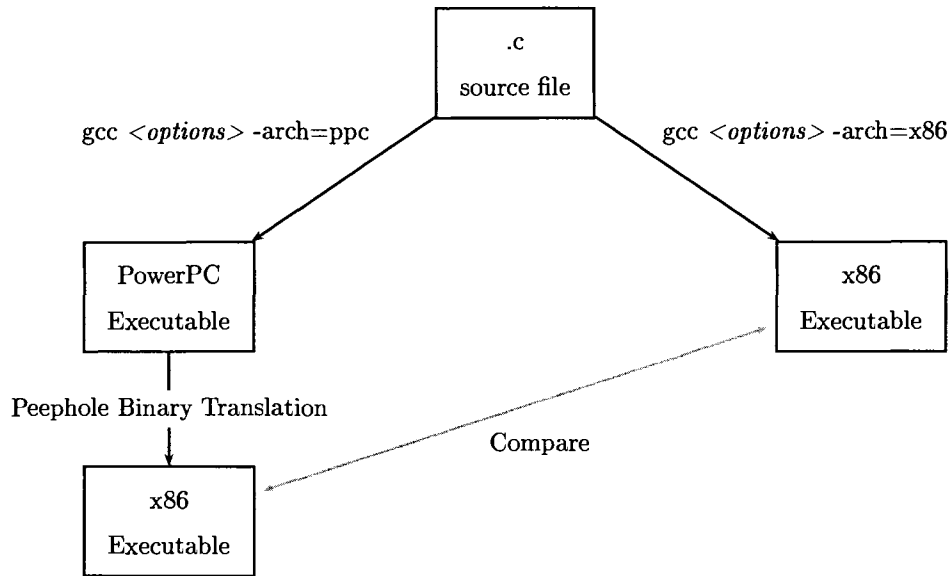 .c
source file
gcc <options> -arch=ppc
gcc <options> -arch=x86
PowerPC
Executable
x86
Executable
Peephole Binary Translation
Compare
x86
Executable